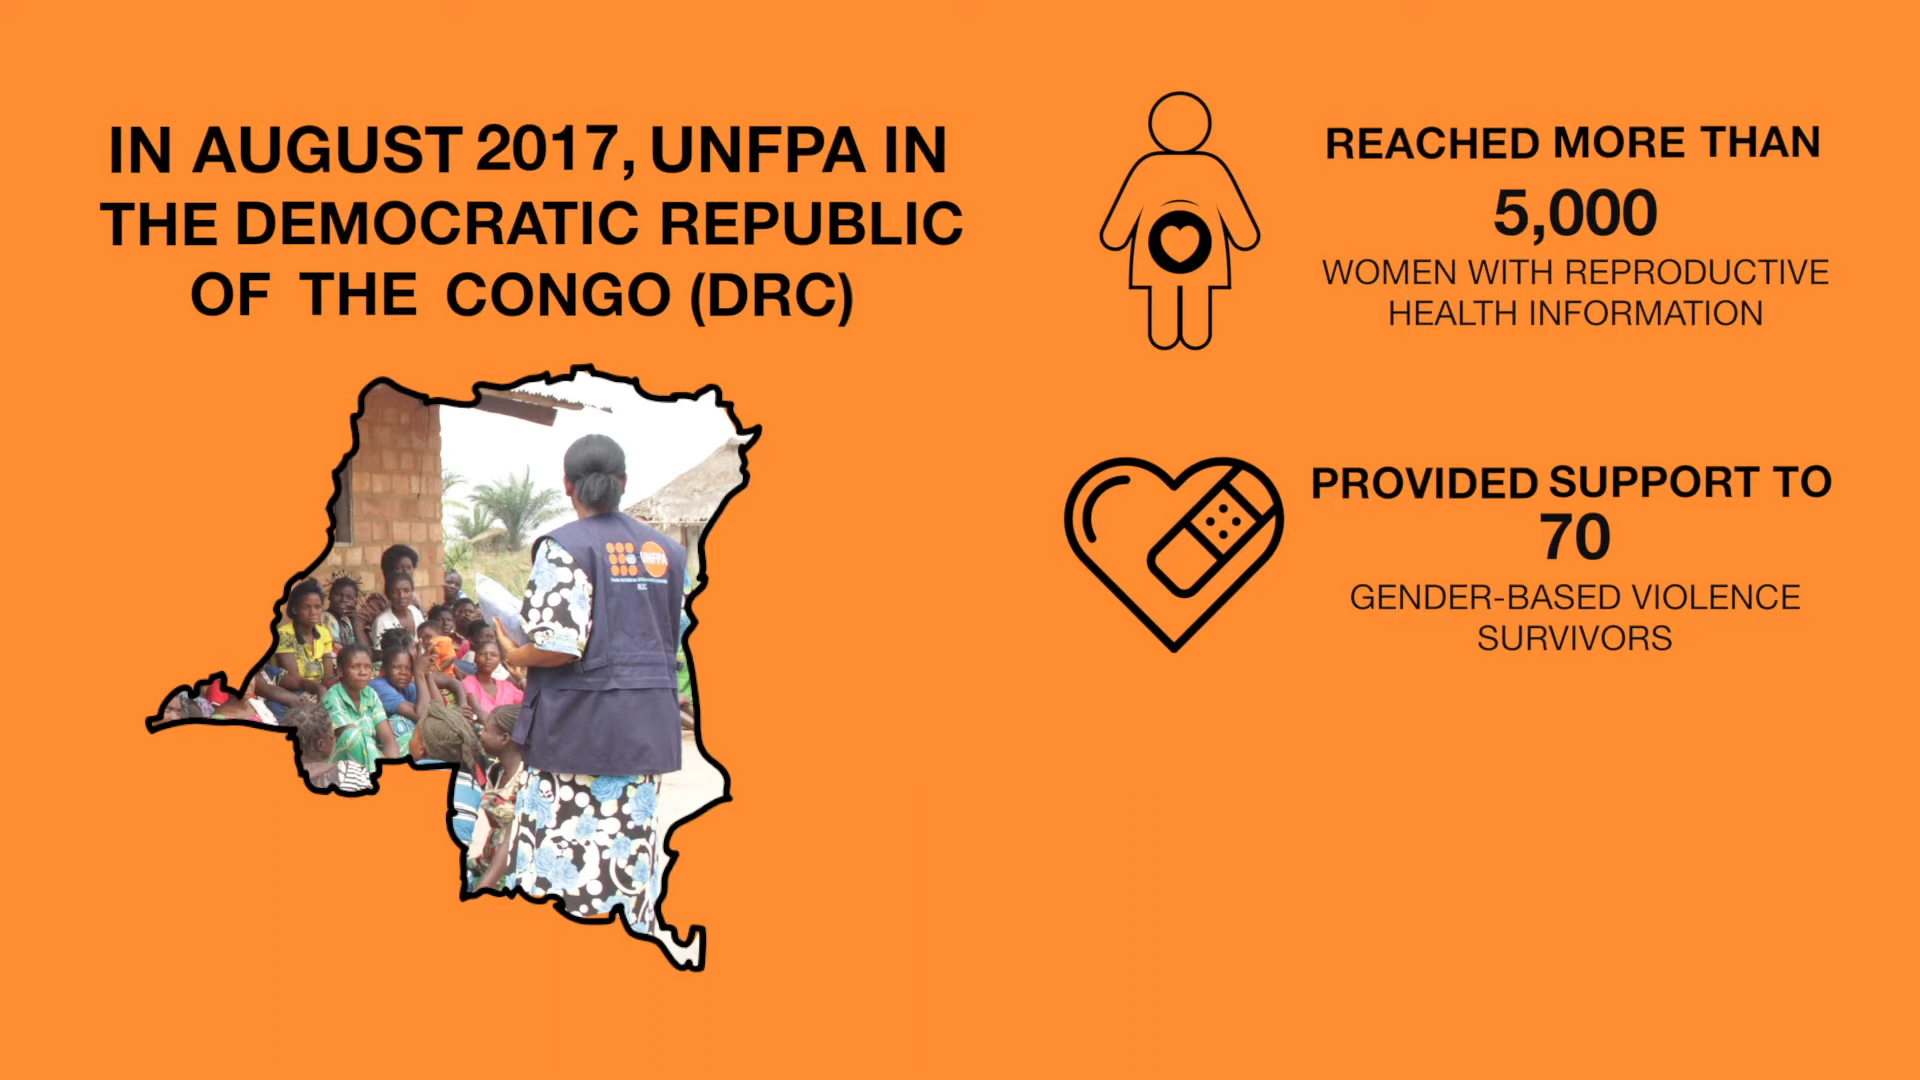 IN AUGUST 2017, UNFPA IN
THE DEMOCRATIC REPUBLIC
OF THE CONGO (DRC)
REACHED MORE THAN
5,000
WOMEN WITH REPRODUCTIVE
HEALTH INFORMATION
PROVIDED SUPPORT TO
70
GENDER-BASED VIOLENCE
SURVIVORS
UNFPA